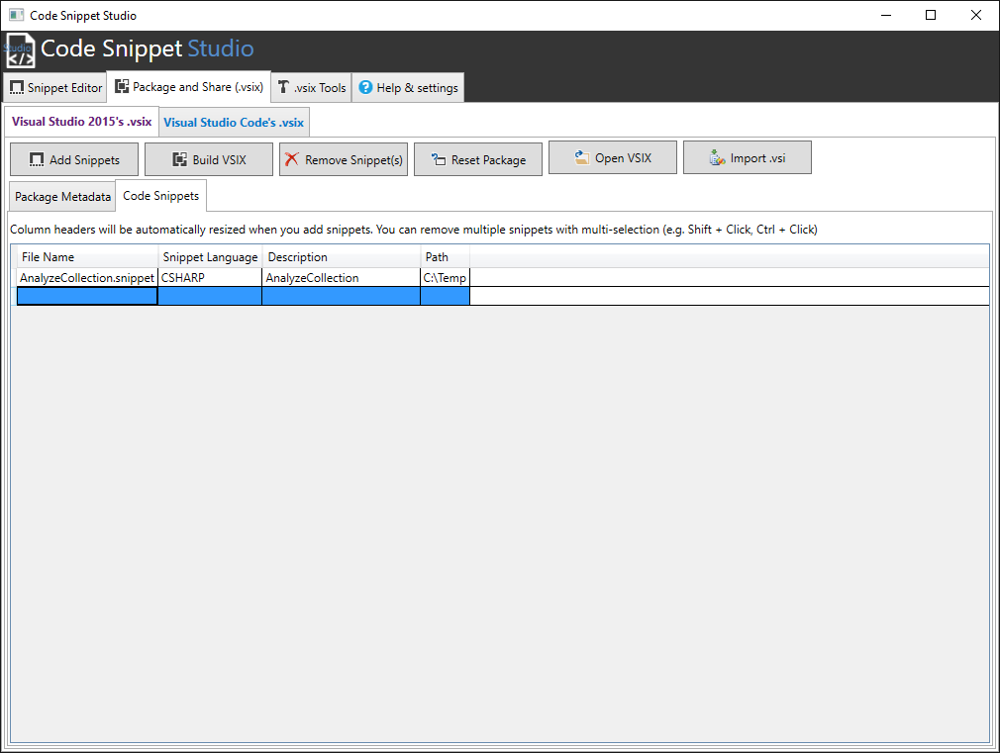 Code Snippet Studio
Studio
</>
Code Snippet Studio
Snippet Editor Package and Share (.vsix) .vsix Tools Help & settings
Visual Studio 2015's .vsix Visual Studio Code's .vsix
Add Snippets Build VSIX Remove Snippet(s) Reset Package Open VSIX Import .vsi
Package Metadata Code Snippets
Column headers will be automatically resized when you add snippets. You can remove multiple snippets with multi-selection (e.g. Shift + Click, Ctrl + Click)
File Name Snippet Language Description Path
AnalyzeCollection.snippet CSHARP AnalyzeCollection C:\Temp